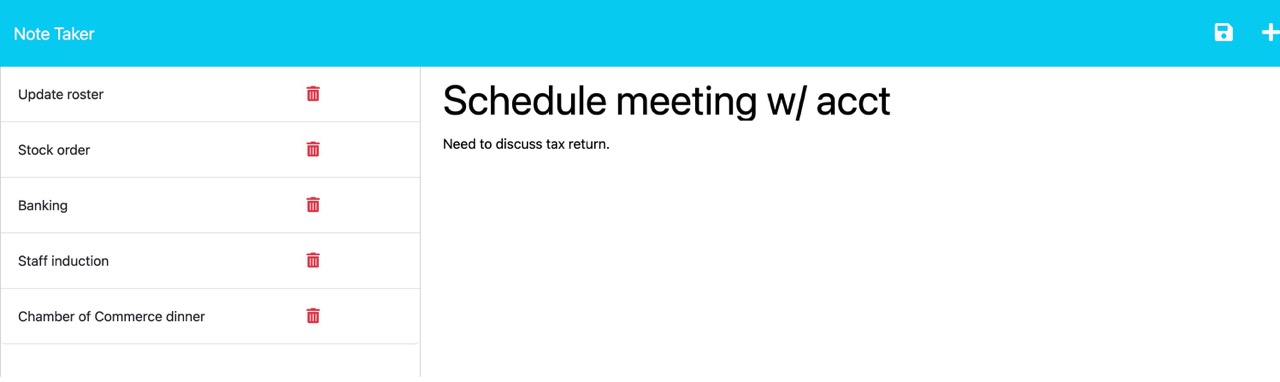 Note Taker
Update roster
Stock order
Banking
Staff induction
Chamber of Commerce dinner
Schedule meeting w/ acct
Need to discuss tax return.